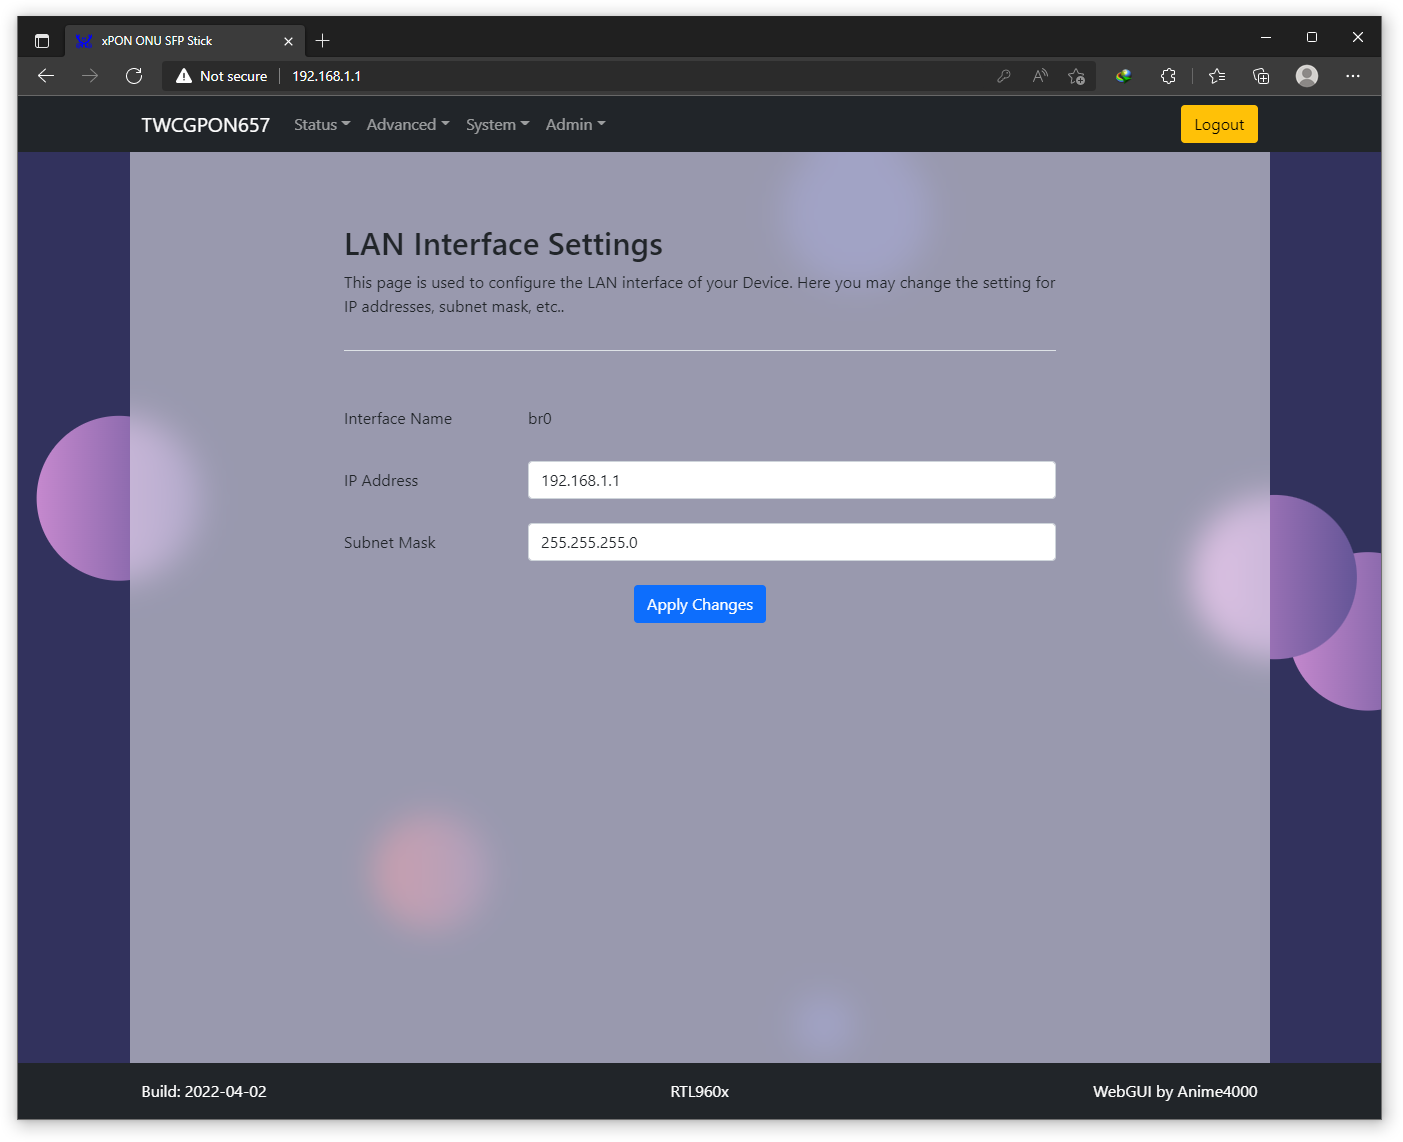 xPON ONU SFP Stick
Not secure 192.168.1.1
TWCGPON657 Status Advanced System Admin Logout
LAN Interface Settings
This page is used to configure the LAN interface of your Device. Here you may change the setting for
IP addresses, subnet mask, etc..
Interface Name br0
IP Address 192.168.1.1
Subnet Mask 255.255.255.0
Apply Changes
Build: 2022-04-02 RTL960x WebGUI by Anime4000